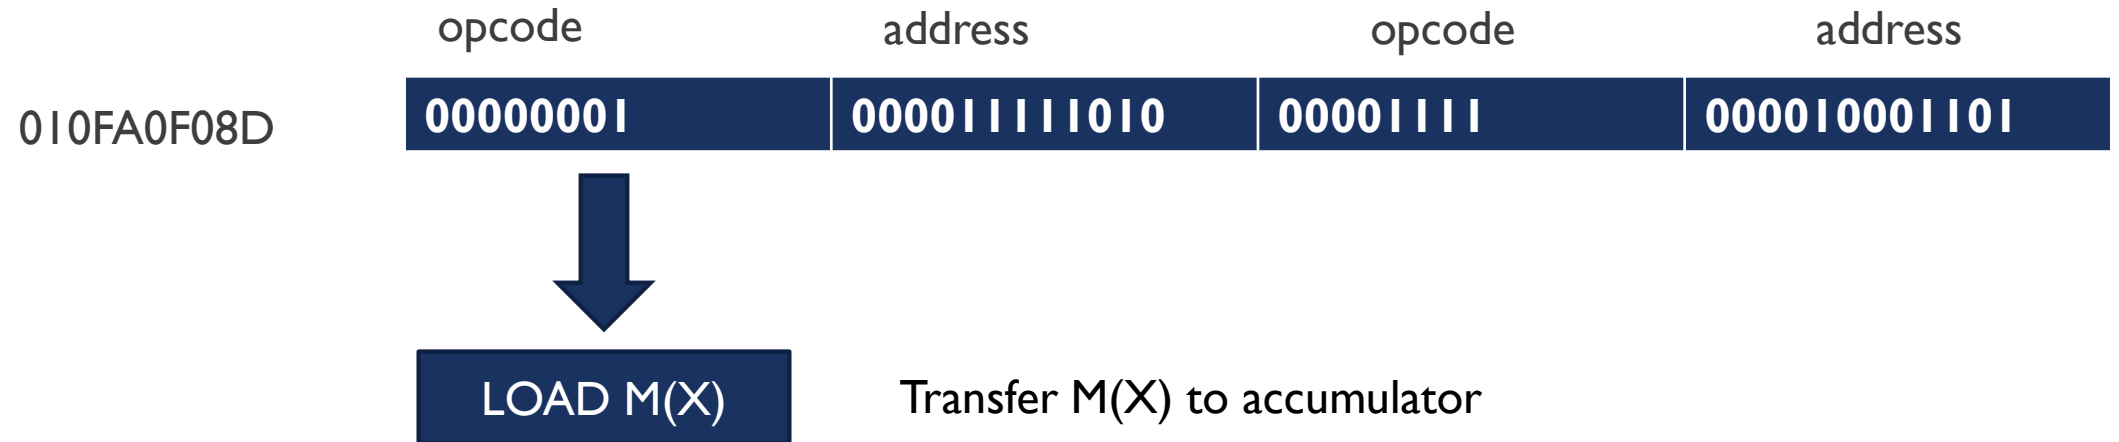 opcode address opcode address
010FA0F08D 00000001 000011111010 00001111 000010001101
LOAD M(X) Transfer M(X) to accumulator